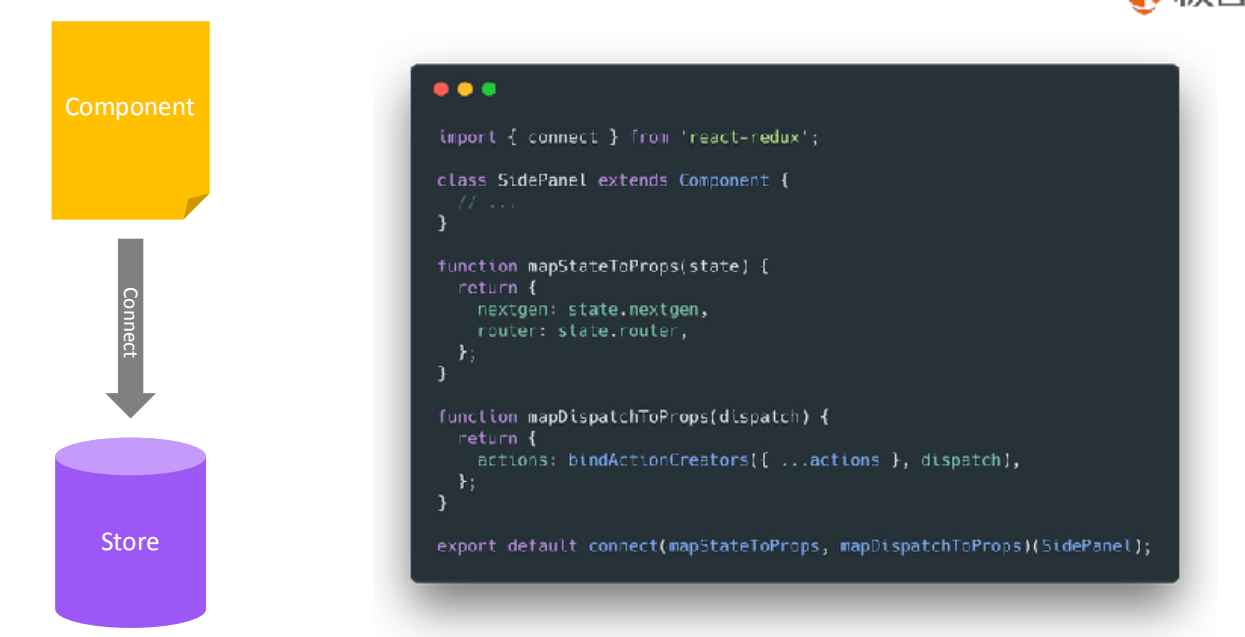 Component
Connect
Store
import { connect } from 'react-redux';
class SidePanel extends Component {
// ...
}
function mapStateToProps(state) {
return {
nextgen: state.nextgen,
router: state.router,
};
}
function mapDispatchToProps(dispatch) {
return {
actions: bindActionCreators({ ...actions }, dispatch),
};
}
export default connect(mapStateToProps, mapDispatchToProps)(SidePanel);